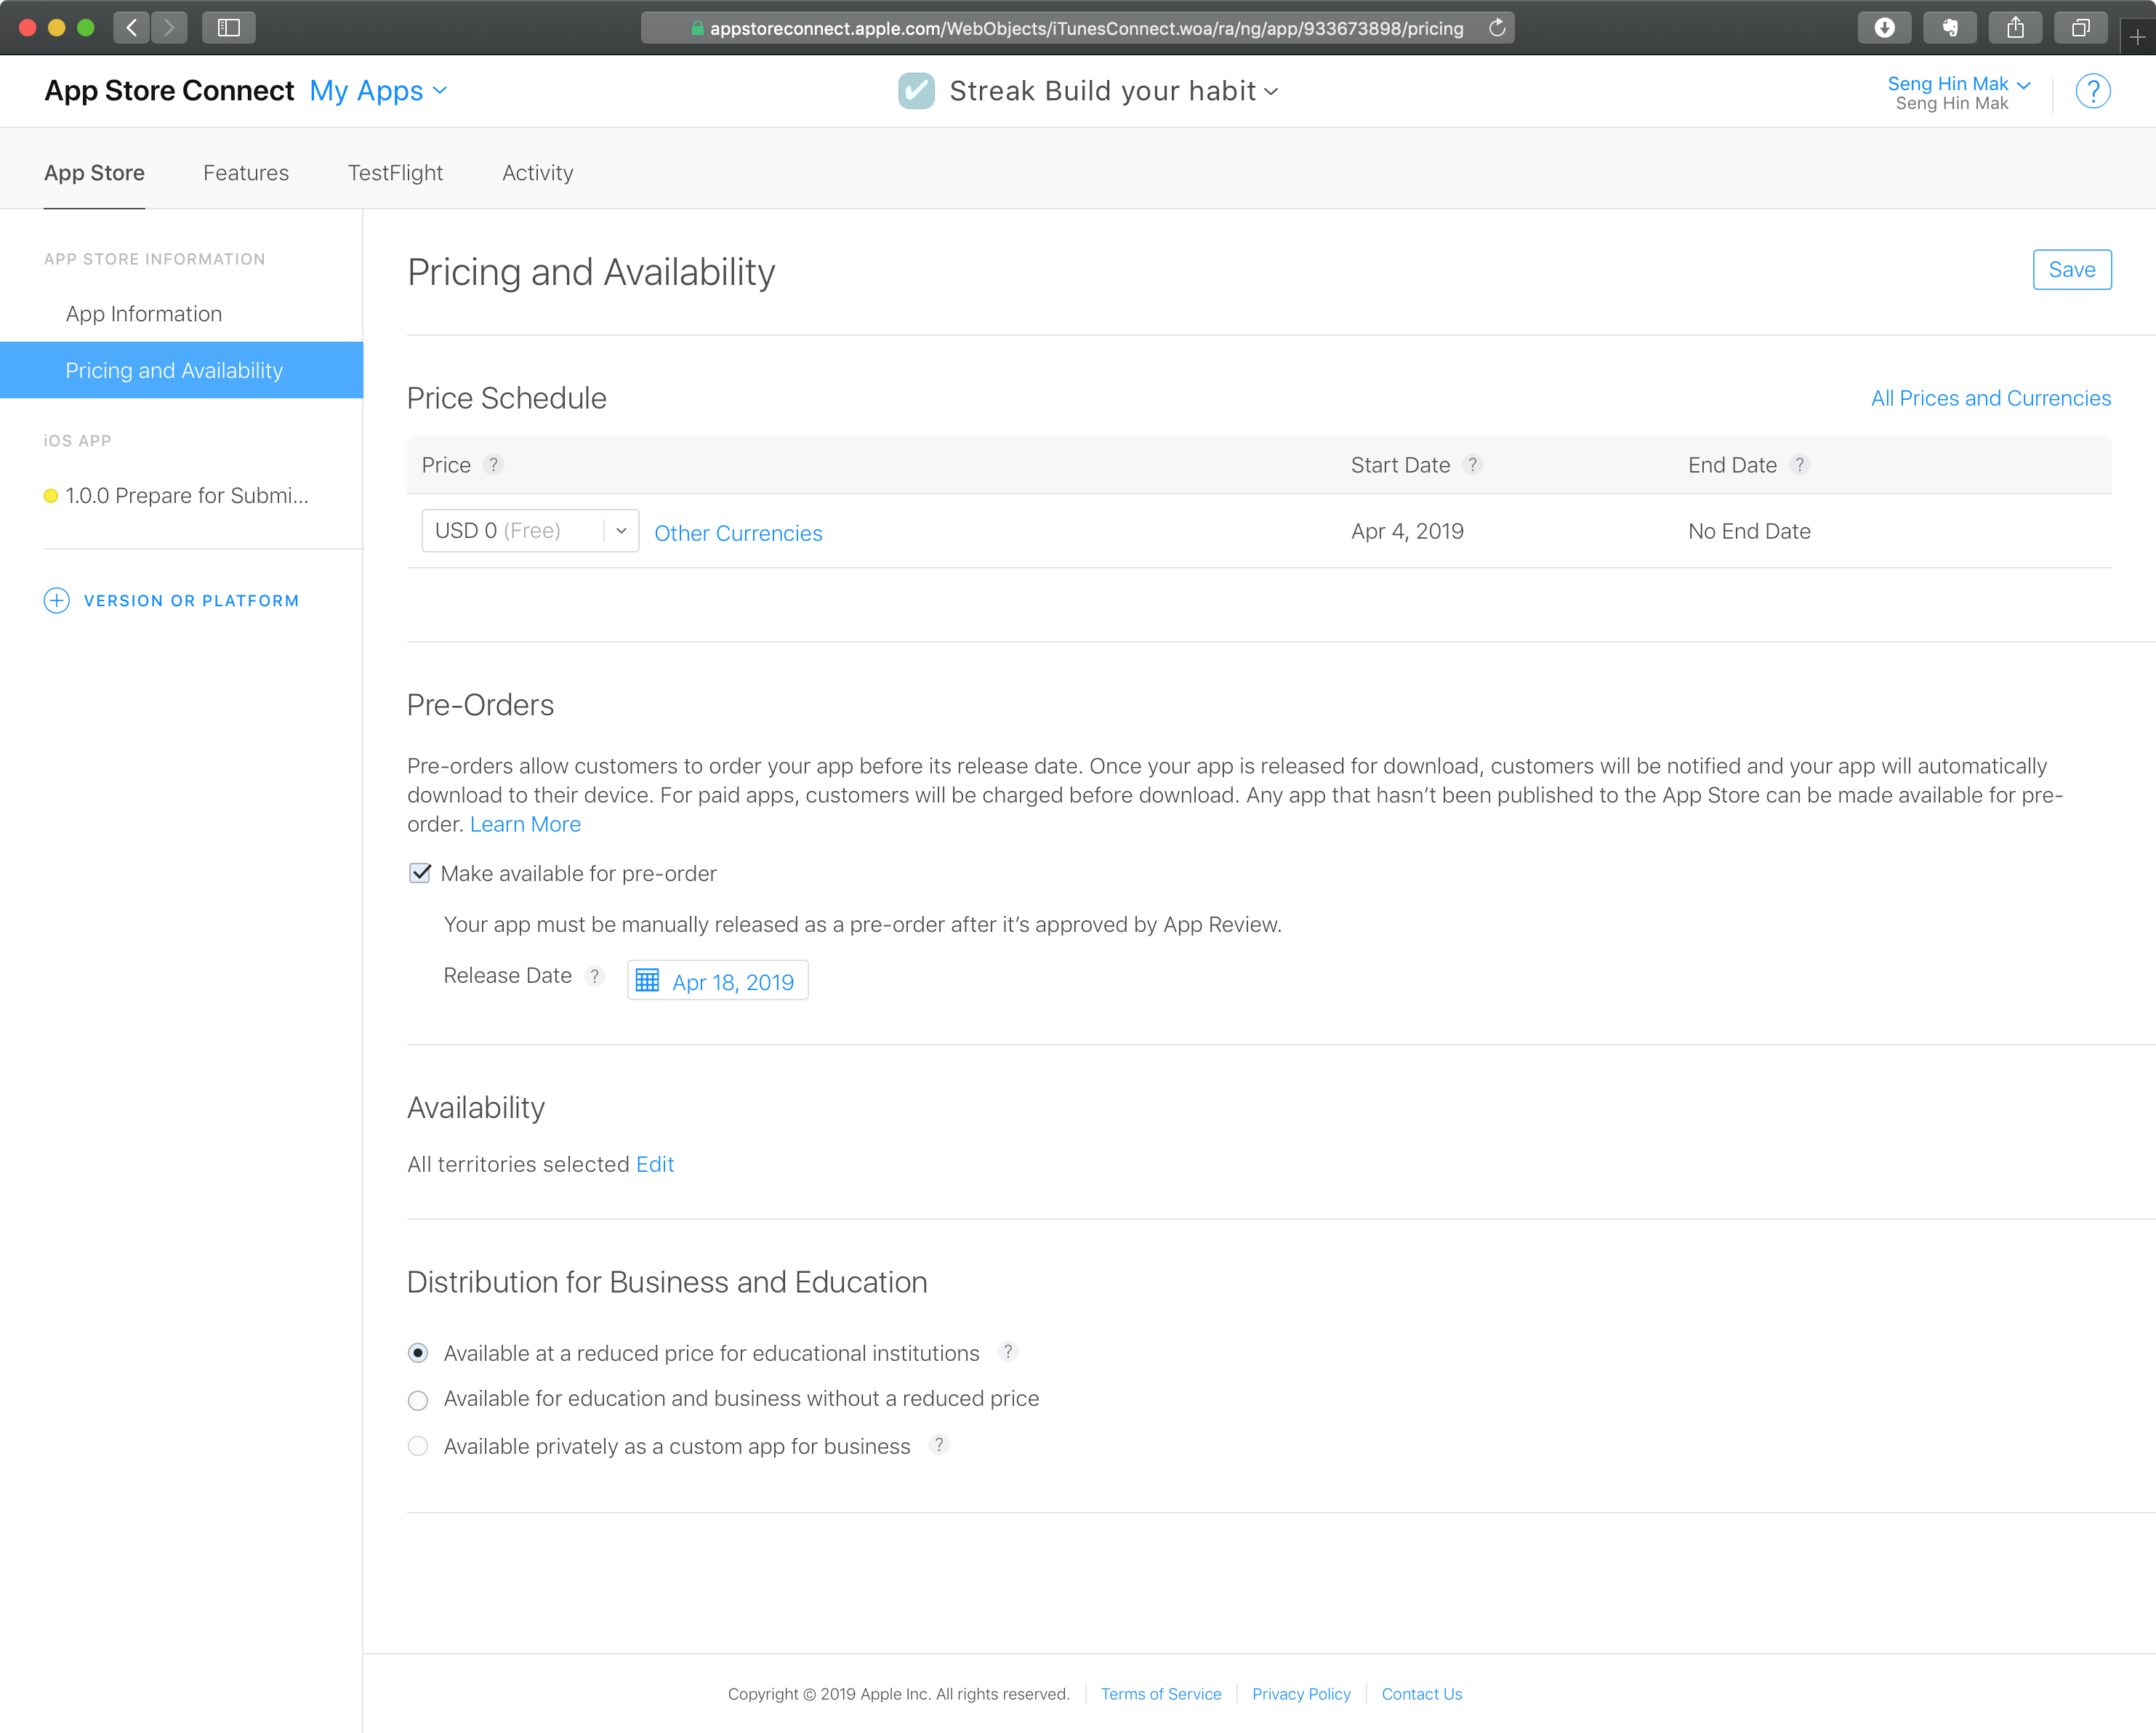 appstoreconnect.apple.com/WebObjects/iTunesConnect.woa/ra/ng/app/933673898/pricing
App Store Connect My Apps
Streak Build your habit
Seng Hin Mak
Seng Hin Mak
?
App Store Features TestFlight Activity
APP STORE INFORMATION
App Information
Pricing and Availability
iOS APP
1.0.0 Prepare for Submi...
VERSION OR PLATFORM
Pricing and Availability
Save
Price Schedule
All Prices and Currencies
Price ? Start Date ? End Date ?
USD 0 (Free) Other Currencies Apr 4, 2019 No End Date
Pre-Orders
Pre-orders allow customers to order your app before its release date. Once your app is released for download, customers will be notified and your app will automatically
download to their device. For paid apps, customers will be charged before download. Any app that hasn't been published to the App Store can be made available for pre-
order. Learn More
Make available for pre-order
Your app must be manually released as a pre-order after it's approved by App Review.
Release Date ? Apr 18, 2019
Availability
All territories selected Edit
Distribution for Business and Education
Available at a reduced price for educational institutions ?
Available for education and business without a reduced price
Available privately as a custom app for business ?
Copyright © 2019 Apple Inc. All rights reserved. Terms of Service Privacy Policy Contact Us